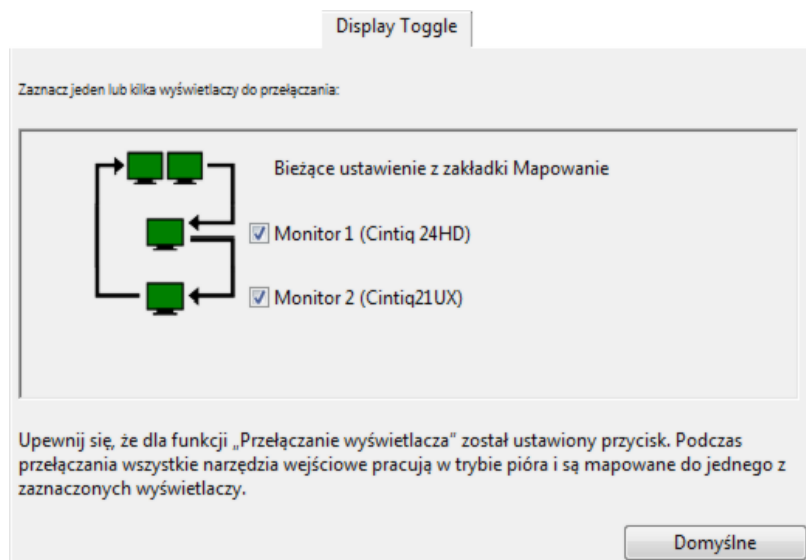 Display Toggle
Zaznacz jeden lub kilka wyświetlaczy do przełączania:
Bieżące ustawienie z zakładki Mapowanie
Monitor 1 (Cintiq 24HD)
Monitor 2 (Cintiq21UX)
Upewnij się, że dla funkcji „Przełączanie wyświetlacza” został ustawiony przycisk. Podczas
przełączania wszystkie narzędzia wejściowe pracują w trybie pióra i są mapowane do jednego z
zaznaczonych wyświetlaczy.
Domyślne